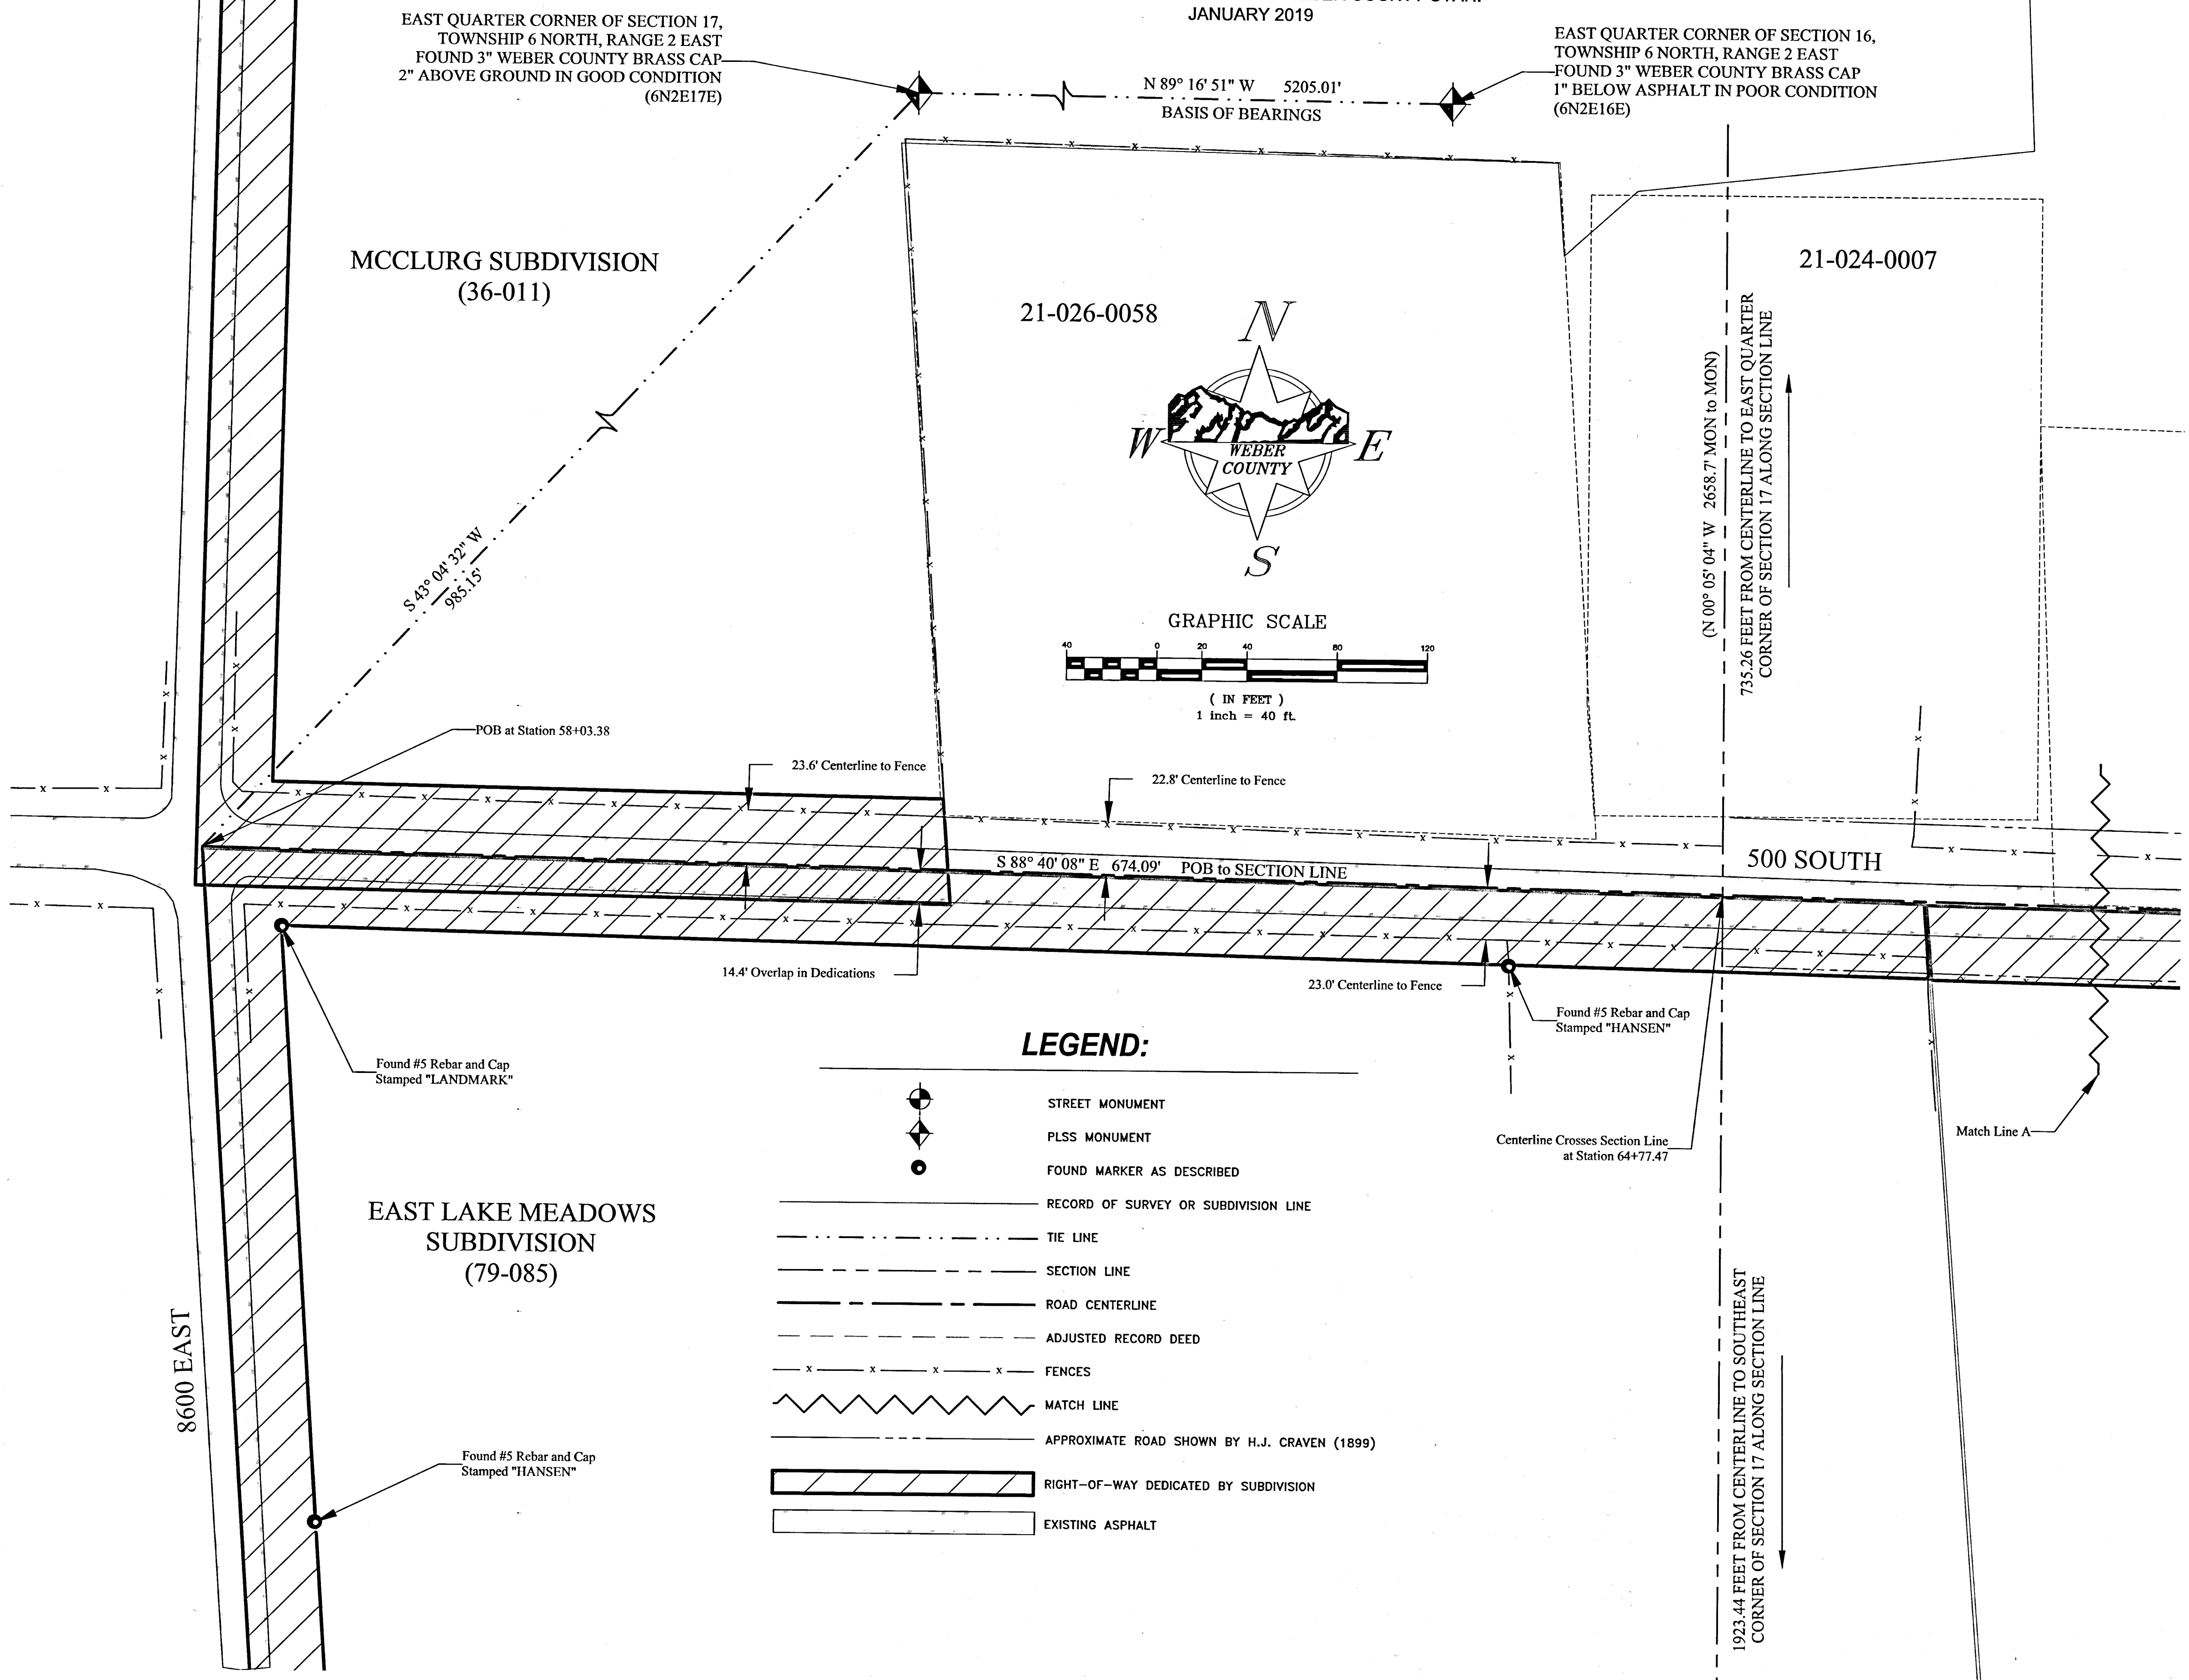 JANUARY 2019
EAST QUARTER CORNER OF SECTION 17,
TOWNSHIP 6 NORTH, RANGE 2 EAST
FOUND 3" WEBER COUNTY BRASS CAP
2" ABOVE GROUND IN GOOD CONDITION
(6N2E17E)
N 89° 16' 51" W 5205.01'
BASIS OF BEARINGS
EAST QUARTER CORNER OF SECTION 16,
TOWNSHIP 6 NORTH, RANGE 2 EAST
FOUND 3" WEBER COUNTY BRASS CAP
1" BELOW ASPHALT IN POOR CONDITION
(6N2E16E)
MCCLURG SUBDIVISION
(36-011)
21-026-0058
21-024-0007
N
W
E
S
WEBER
COUNTY
(N 00° 05' 04" W 2658.7' MON to MON)
735.26 FEET FROM CENTERLINE TO EAST QUARTER
CORNER OF SECTION 17 ALONG SECTION LINE
S 43° 04' 32" W
985.15'
GRAPHIC SCALE
40 0 20 40 80 120
( IN FEET )
1 inch = 40 ft.
POB at Station 58+03.38
23.6' Centerline to Fence
22.8' Centerline to Fence
500 SOUTH
S 88° 40' 08" E 674.09' POB to SECTION LINE
14.4' Overlap in Dedications
23.0' Centerline to Fence
Found #5 Rebar and Cap
Stamped "HANSEN"
Found #5 Rebar and Cap
Stamped "LANDMARK"
Centerline Crosses Section Line
at Station 64+77.47
Match Line A
LEGEND:
STREET MONUMENT
PLSS MONUMENT
FOUND MARKER AS DESCRIBED
RECORD OF SURVEY OR SUBDIVISION LINE
TIE LINE
SECTION LINE
ROAD CENTERLINE
ADJUSTED RECORD DEED
FENCES
MATCH LINE
APPROXIMATE ROAD SHOWN BY H.J. CRAVEN (1899)
RIGHT-OF-WAY DEDICATED BY SUBDIVISION
EXISTING ASPHALT
EAST LAKE MEADOWS
SUBDIVISION
(79-085)
8600 EAST
Found #5 Rebar and Cap
Stamped "HANSEN"
1923.44 FEET FROM CENTERLINE TO SOUTHEAST
CORNER OF SECTION 17 ALONG SECTION LINE